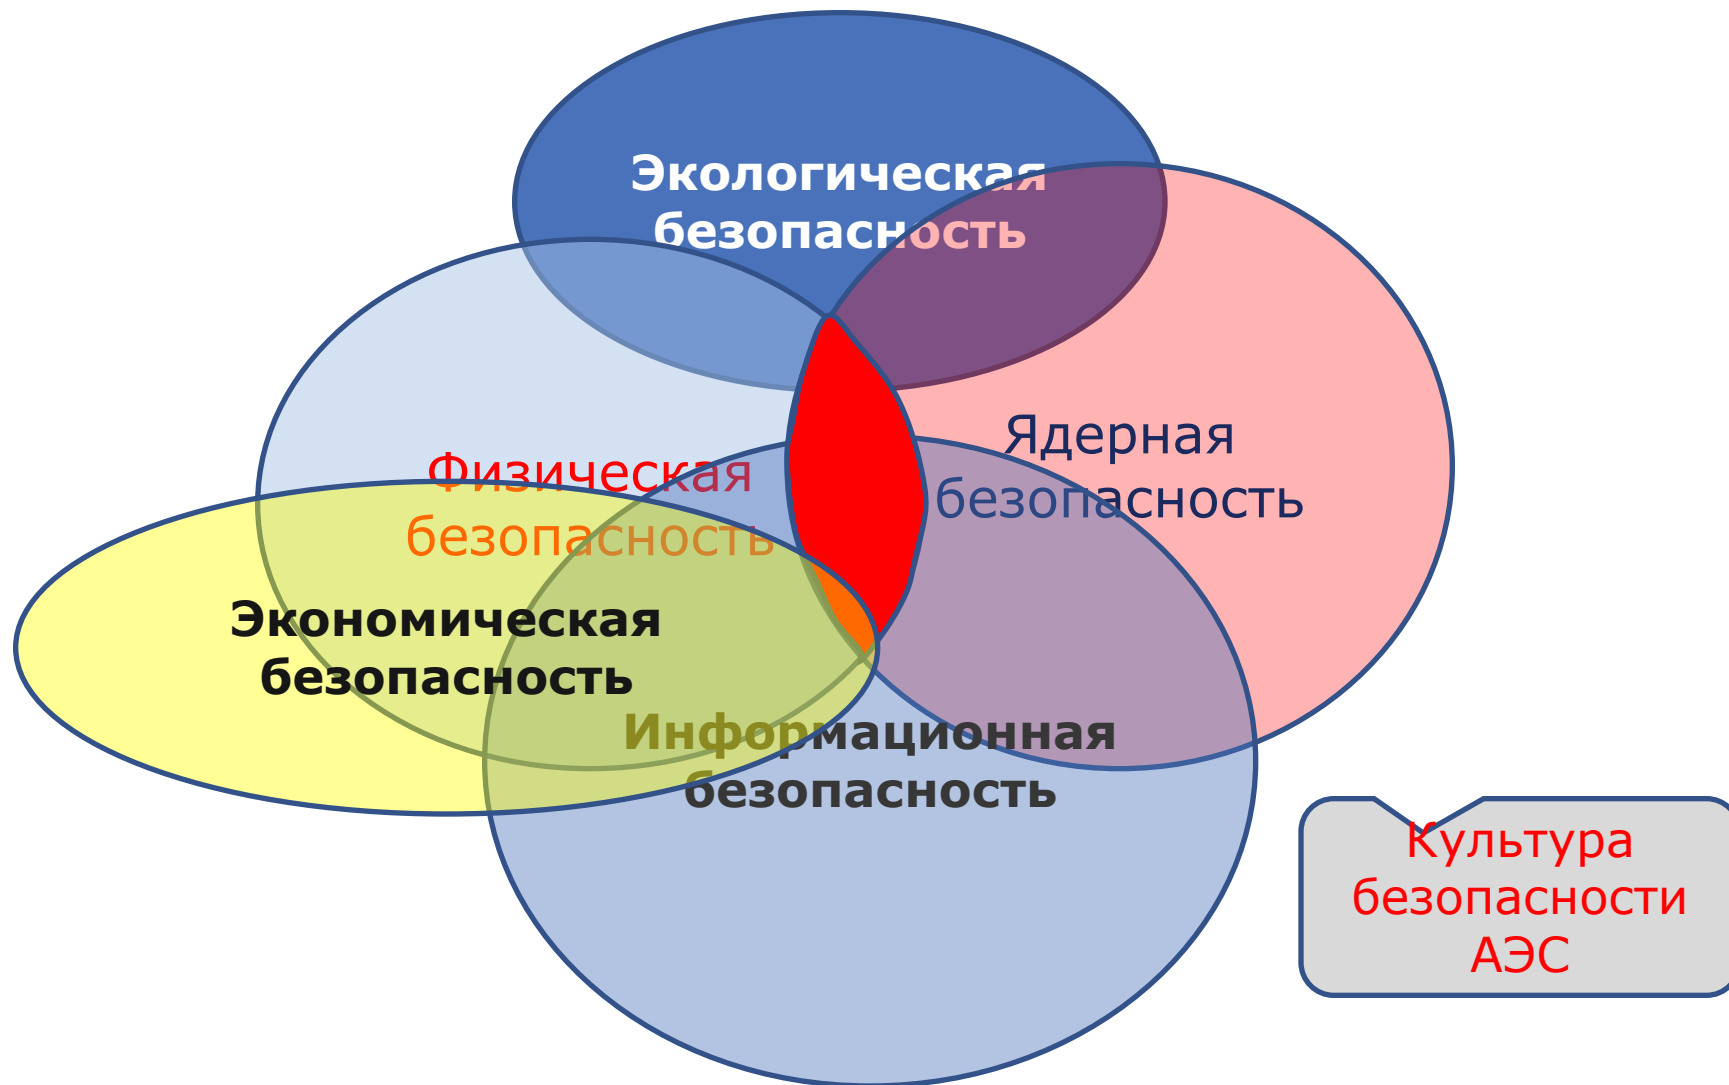 Экологическая
безопасность
Ядерная
безопасность
Физическая
безопасность
Экономическая
безопасность
Информационная
безопасность
Культура
безопасности
АЭС